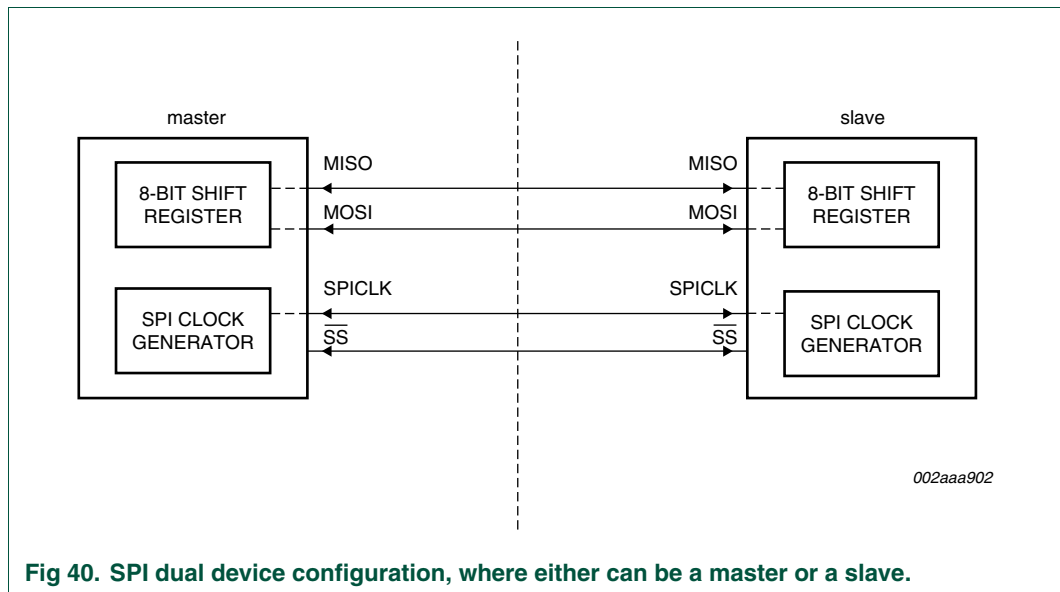 master
slave
8-BIT SHIFT
REGISTER
MISO
MISO
8-BIT SHIFT
REGISTER
MOSI
MOSI
SPI CLOCK
GENERATOR
SPICLK
SPICLK
SPI CLOCK
GENERATOR
SS
SS
002aaa902
Fig 40. SPI dual device configuration, where either can be a master or a slave.